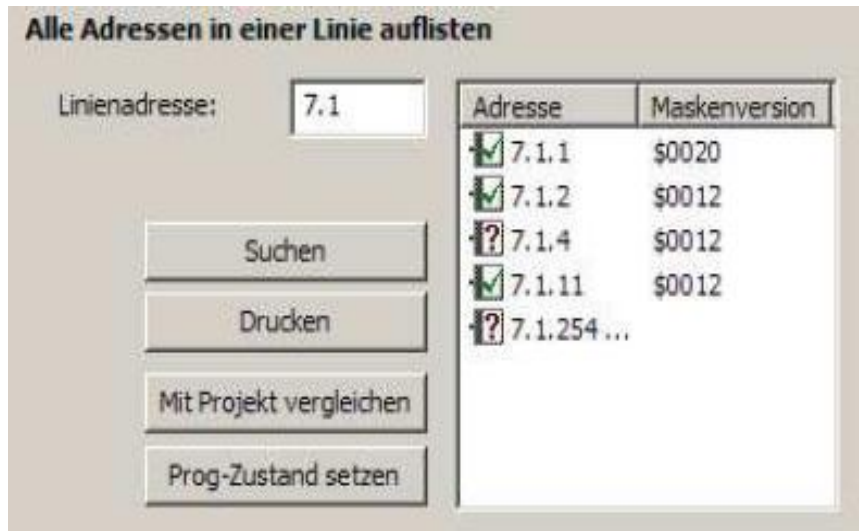 Alle Adressen in einer Linie auflisten
Linienadresse:
7.1
Suchen
Drucken
Mit Projekt vergleichen
Prog-Zustand setzen
Adresse Maskenversion
7.1.1 $0020
7.1.2 $0012
7.1.4 $0012
7.1.11 $0012
7.1.254 ...